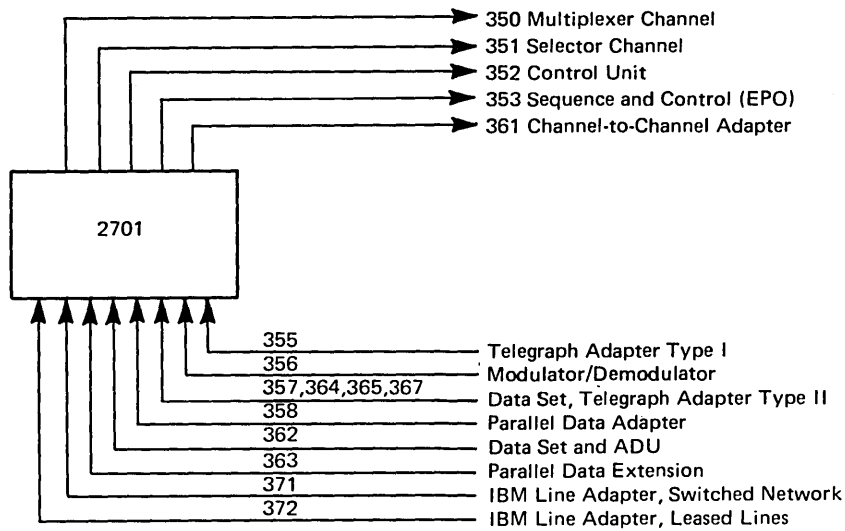 350 Multiplexer Channel
351 Selector Channel
352 Control Unit
353 Sequence and Control (EPO)
361 Channel-to-Channel Adapter
2701
355 Telegraph Adapter Type I
356 Modulator/Demodulator
357,364,365,367 Data Set, Telegraph Adapter Type II
358 Parallel Data Adapter
362 Data Set and ADU
363 Parallel Data Extension
371 IBM Line Adapter, Switched Network
372 IBM Line Adapter, Leased Lines